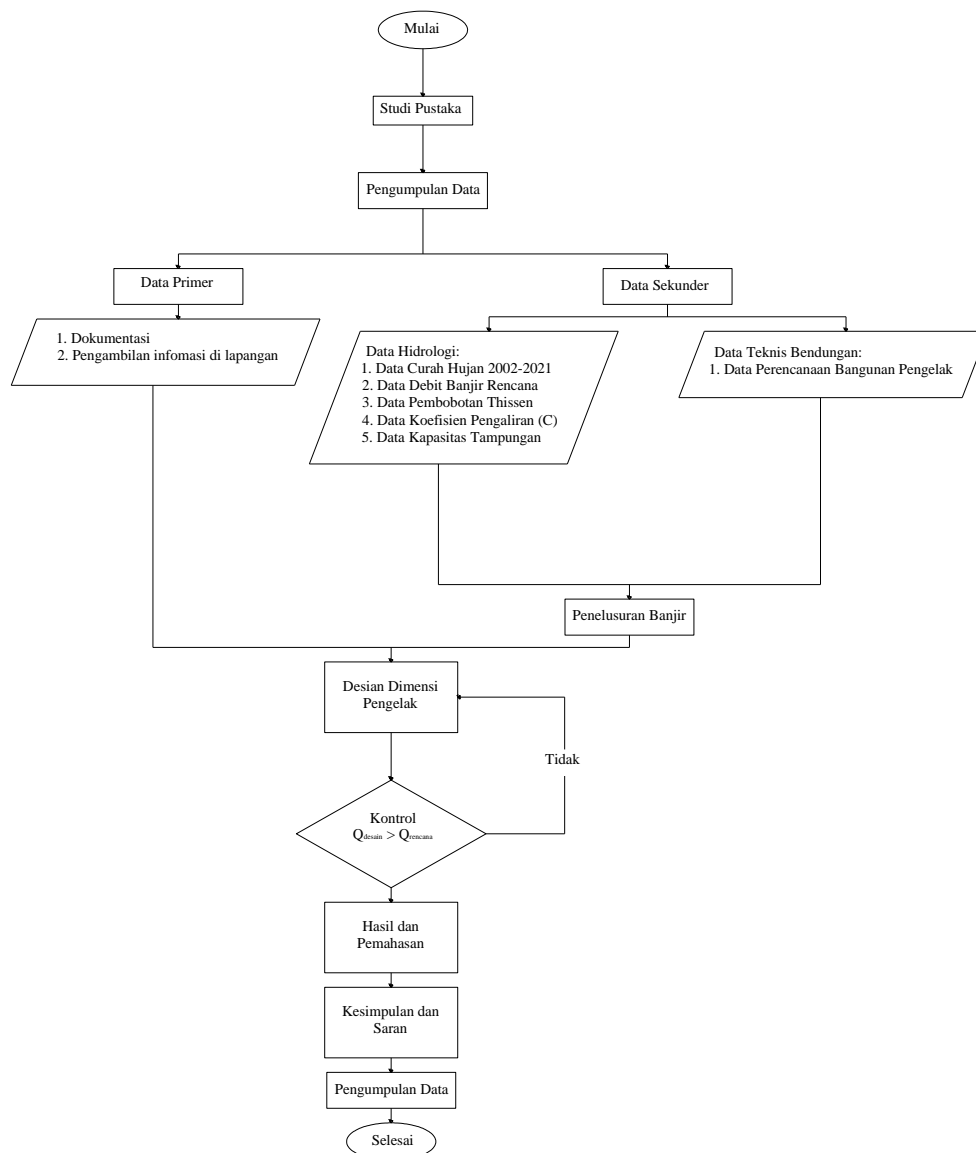 Mulai
Studi Pustaka
Pengumpulan Data
Data Primer
Data Sekunder
1. Dokumentasi
2. Pengambilan infomasi di lapangan
Data Hidrologi:
1. Data Curah Hujan 2002-2021
2. Data Debit Banjir Rencana
3. Data Pembobotan Thissen
4. Data Koefisien Pengaliran (C)
5. Data Kapasitas Tampungan
Data Teknis Bendungan:
1. Data Perencanaan Bangunan Pengelak
Penelusuran Banjir
Desian Dimensi
Pengelak
Tidak
Kontrol
Qdesain > Qrencana
Hasil dan
Pemahasan
Kesimpulan dan
Saran
Pengumpulan Data
Selesai